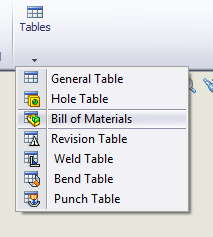 Tables
General Table
Hole Table
Bill of Materials
Revision Table
Weld Table
Bend Table
Punch Table